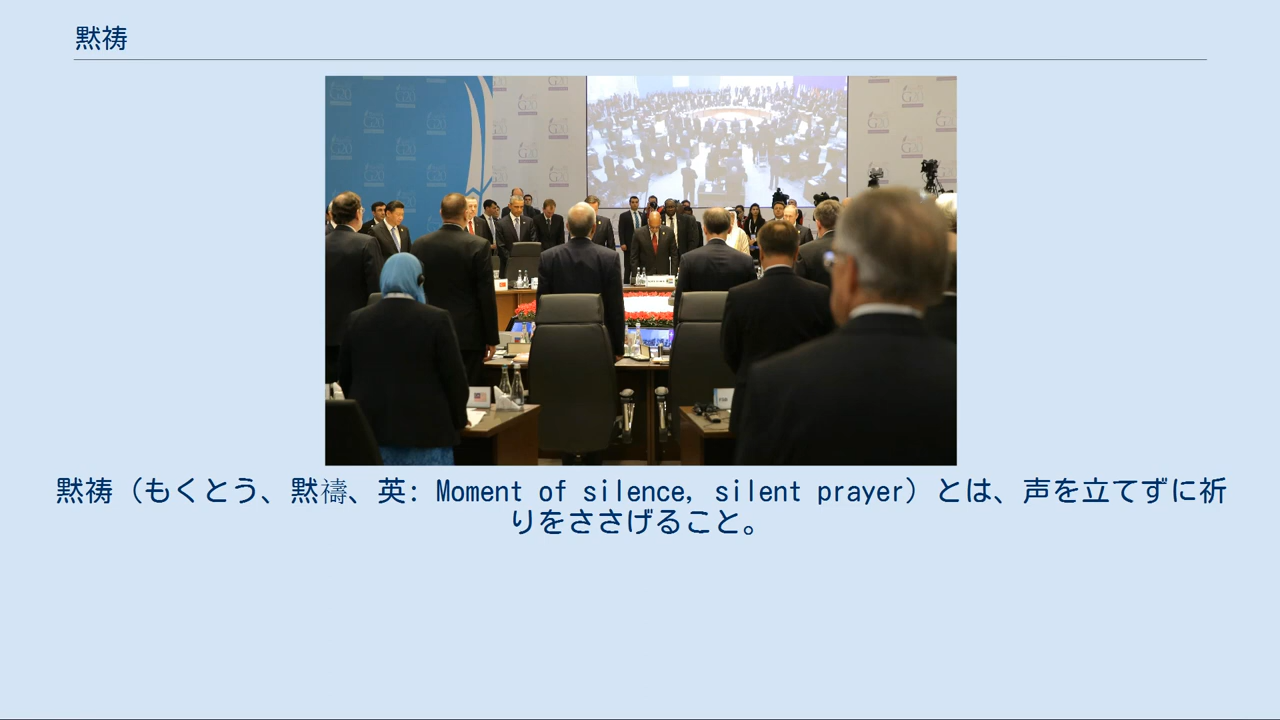 黙祷
G20
黙祷（もくとう、黙禱、英: Moment of silence, silent prayer）とは、声を立てずに祈
りをささげること。